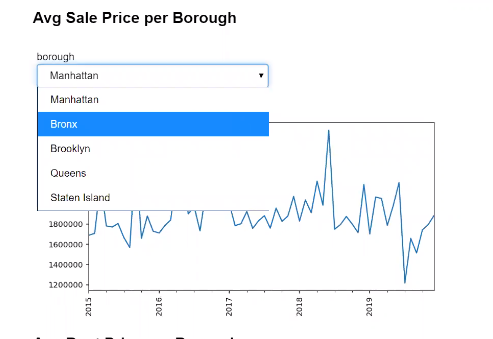 Avg Sale Price per Borough
borough
Manhattan
Manhattan
Bronx
Brooklyn
Queens
Staten Island
1800000
1600000
1400000
1200000
2015
2016
2017
2018
2019